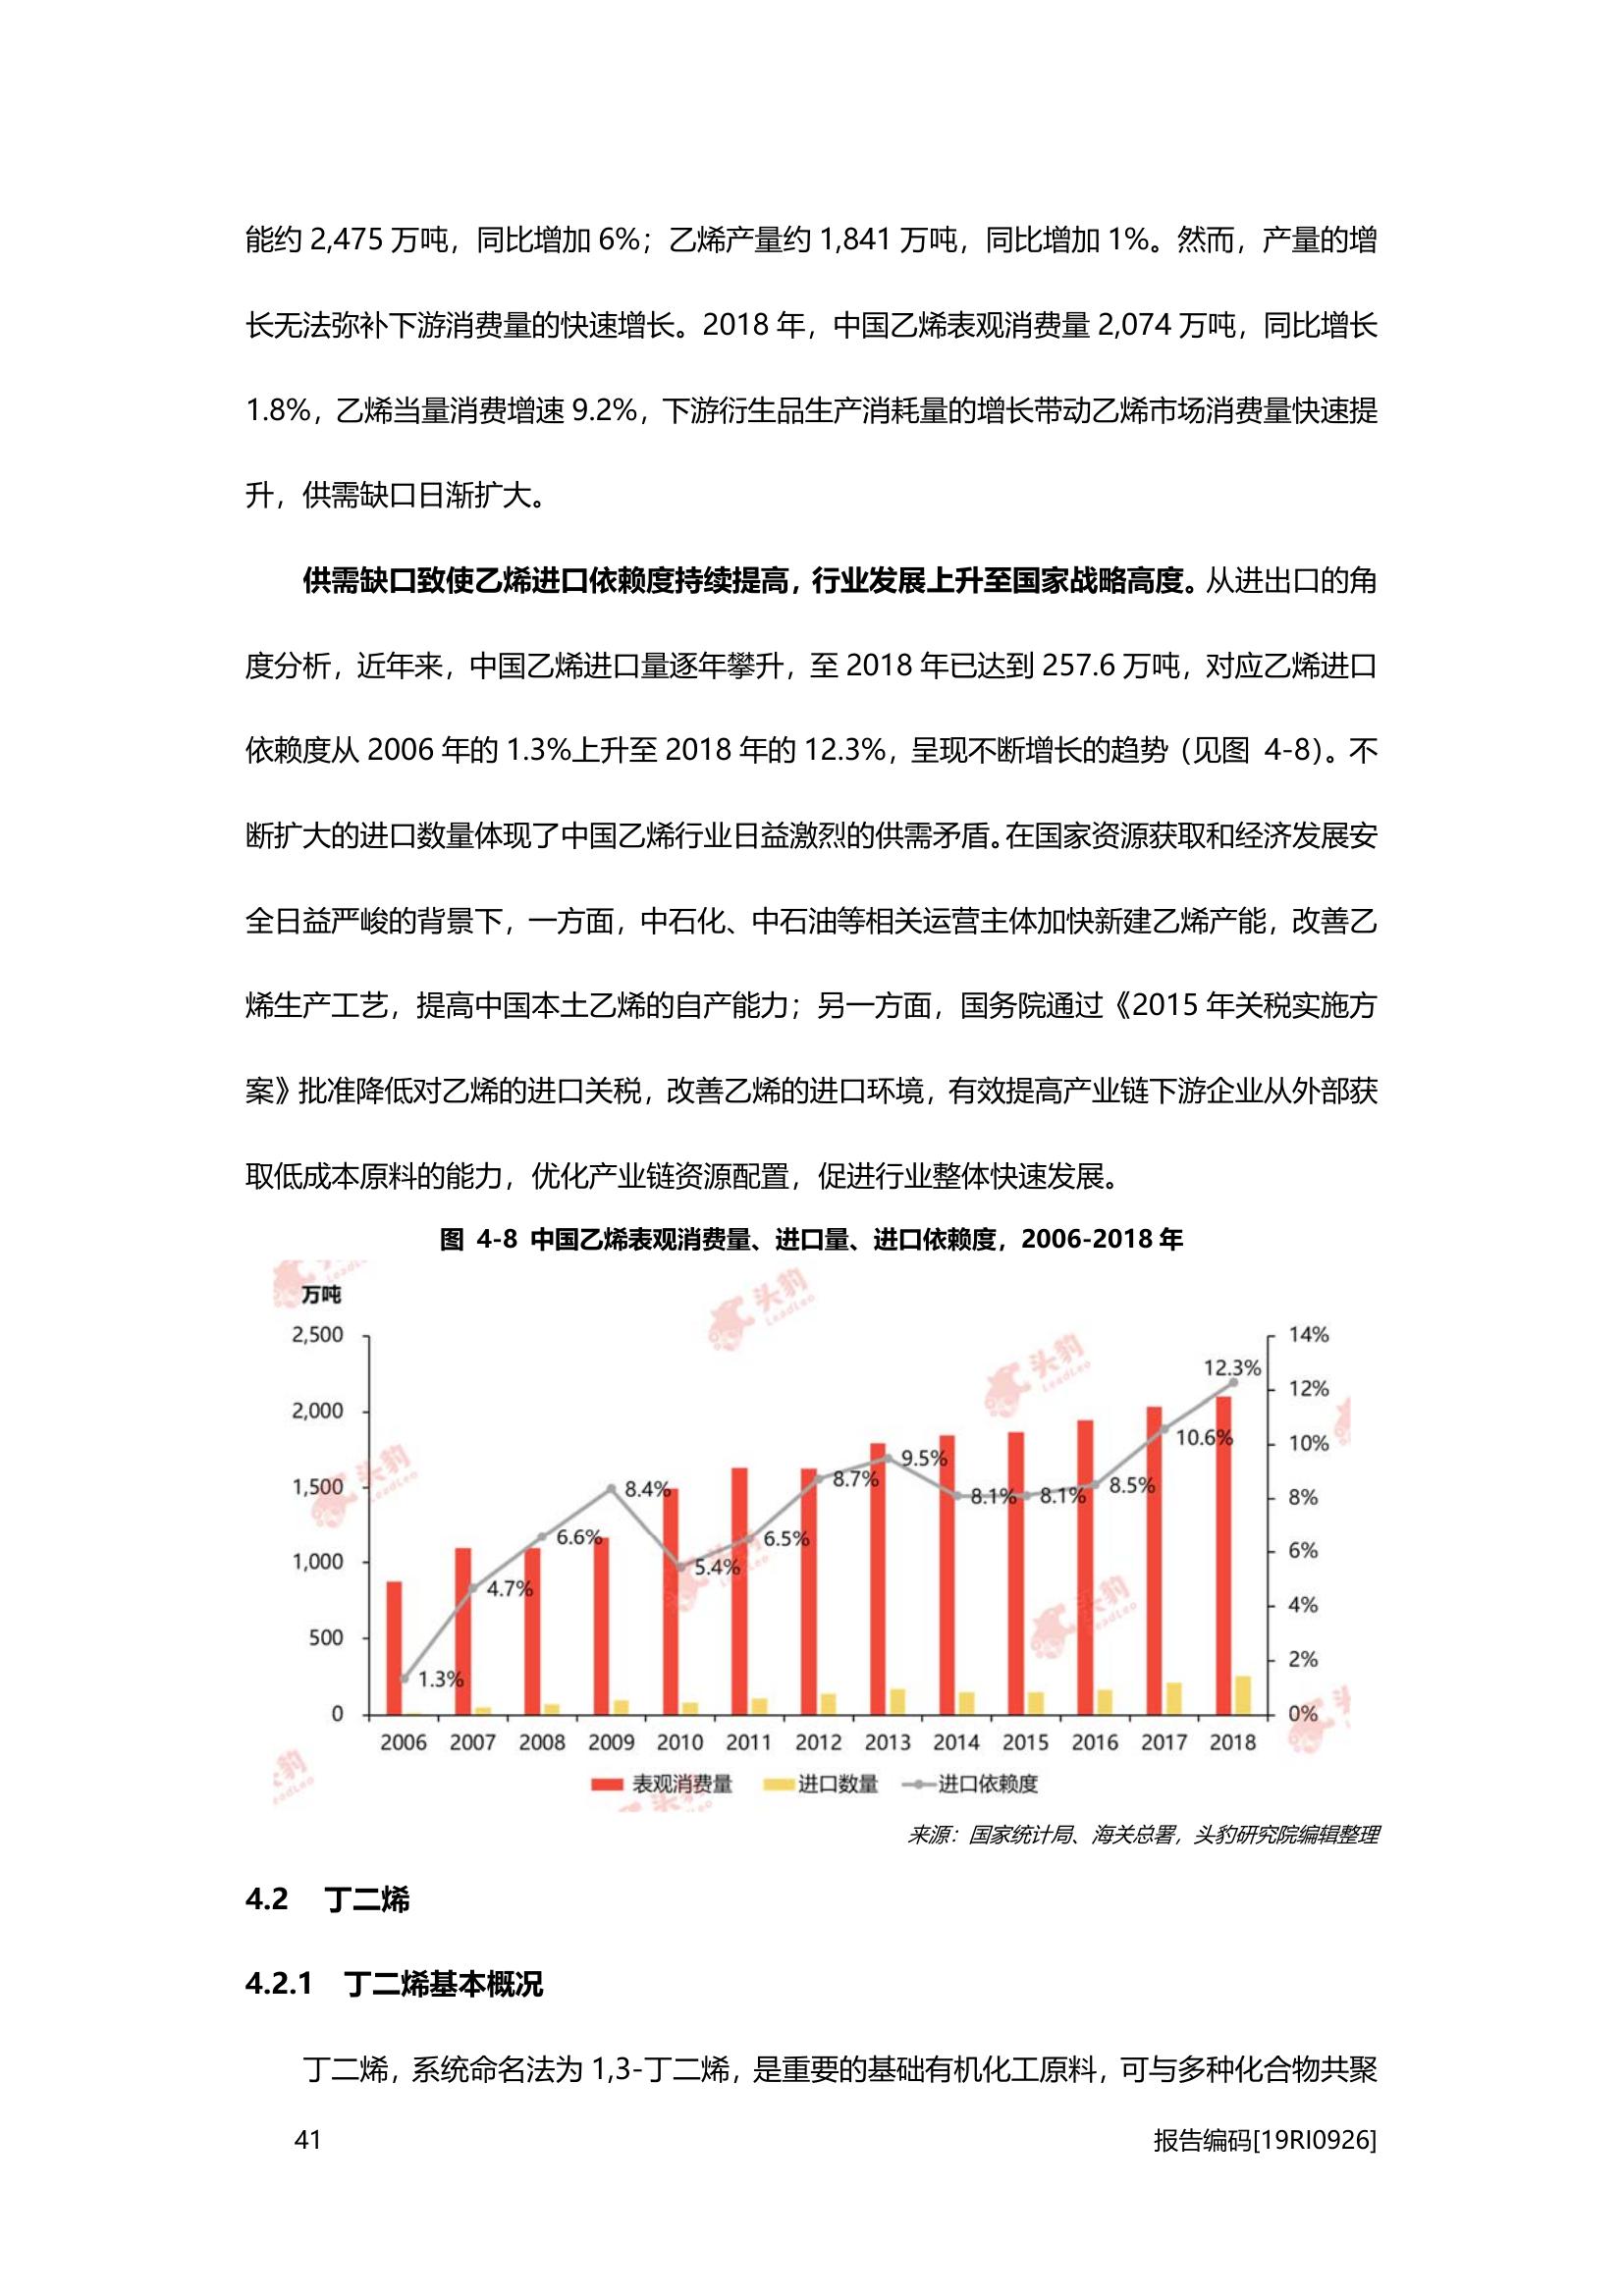 能约 2,475 万吨，同比增加 6%；乙烯产量约 1,841 万吨，同比增加 1%。然而，产量的增
长无法弥补下游消费量的快速增长。2018 年，中国乙烯表观消费量 2,074 万吨，同比增长
1.8%，乙烯当量消费增速 9.2%，下游衍生品生产消耗量的增长带动乙烯市场消费量快速提
升，供需缺口日渐扩大。
供需缺口致使乙烯进口依赖度持续提高，行业发展上升至国家战略高度。从进出口的角
度分析，近年来，中国乙烯进口量逐年攀升，至 2018 年已达到 257.6 万吨，对应乙烯进口
依赖度从 2006 年的 1.3%上升至 2018 年的 12.3%，呈现不断增长的趋势（见图 4-8）。不
断扩大的进口数量体现了中国乙烯行业日益激烈的供需矛盾。在国家资源获取和经济发展安
全日益严峻的背景下，一方面，中石化、中石油等相关运营主体加快新建乙烯产能，改善乙
烯生产工艺，提高中国本土乙烯的自产能力；另一方面，国务院通过《2015 年关税实施方
案》批准降低对乙烯的进口关税，改善乙烯的进口环境，有效提高产业链下游企业从外部获
取低成本原料的能力，优化产业链资源配置，促进行业整体快速发展。
图 4-8 中国乙烯表观消费量、进口量、进口依赖度，2006-2018 年
万吨
2,500
2,000
1,500
1,000
500
0
14%
12%
10%
8%
6%
4%
2%
0%
1.3%
4.7%
6.6%
8.4%
5.4%
6.5%
8.7%
9.5%
8.1%
8.1%
8.5%
10.6%
12.3%
2006 2007 2008 2009 2010 2011 2012 2013 2014 2015 2016 2017 2018
表观消费量 进口数量 进口依赖度
头豹
LeadLeo
头豹
LeadLeo
头豹
LeadLeo
头豹
LeadLeo
来源：国家统计局、海关总署，头豹研究院编辑整理
4.2 丁二烯
4.2.1 丁二烯基本概况
丁二烯，系统命名法为 1,3-丁二烯，是重要的基础有机化工原料，可与多种化合物共聚
41
报告编码[19RI0926]